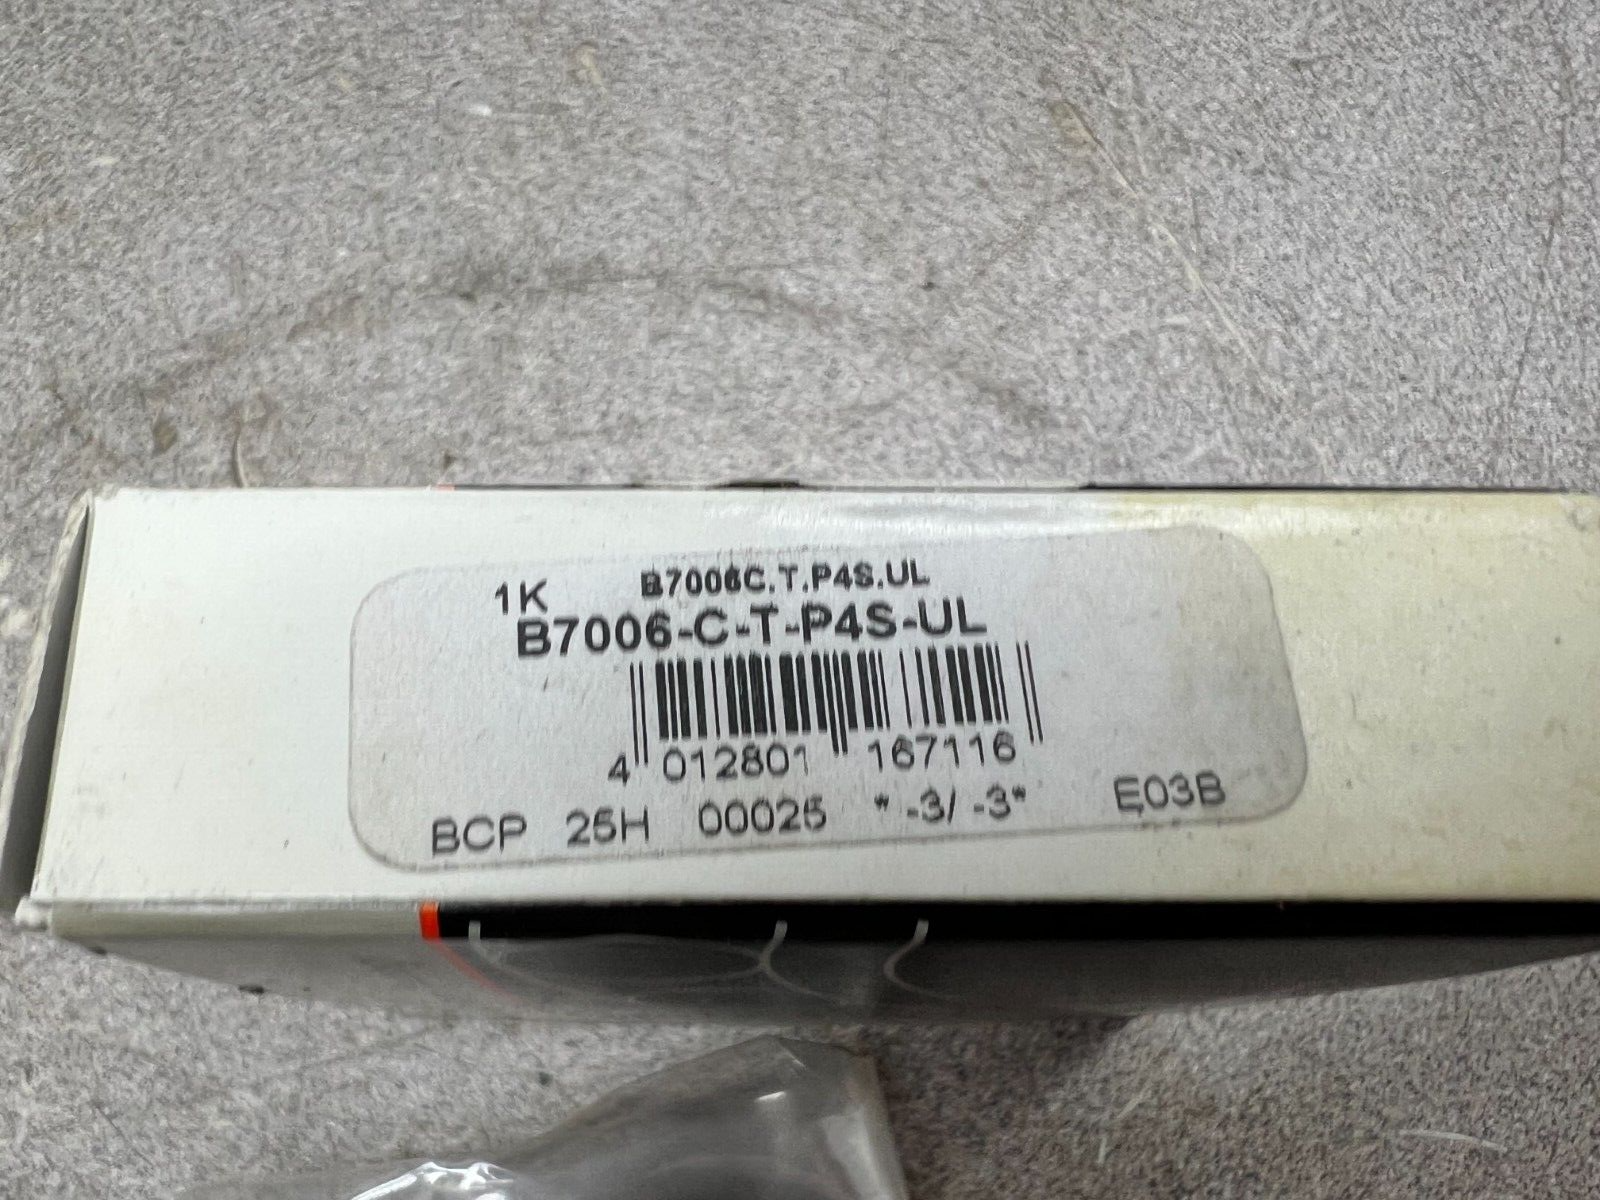 1K B7006C.T.P4S.UL
B7006-C-T-P4S-UL
4 012801 167116
BCP 25H 00025 * -3/ -3* E03B